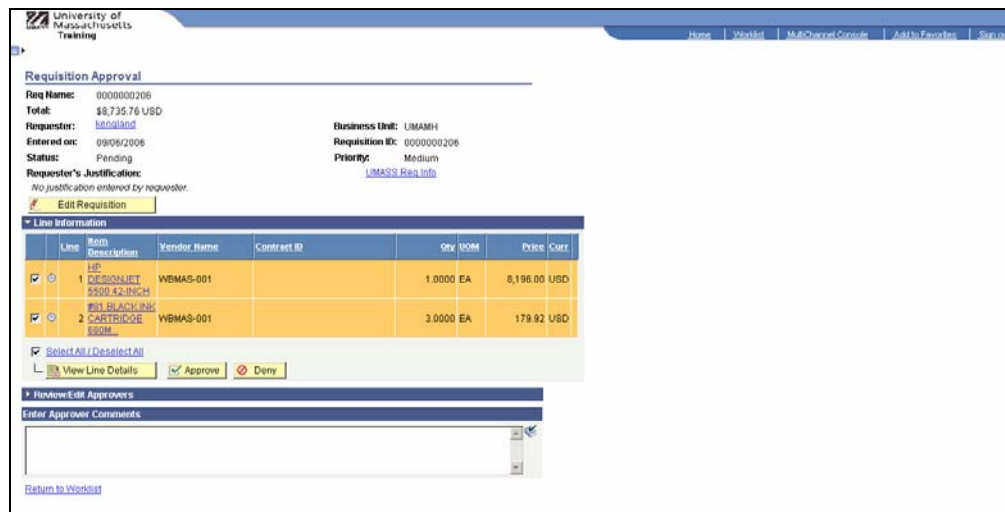 University of
Massachusetts
Training
Home | Worklist | MultiChannel Console | Add to Favorites | Sign o
Requisition Approval
Req Name: 0000000206
Total: $8,735.76 USD
Requester: kengland Business Unit: UMAMH
Entered on: 09/06/2006 Requisition ID: 0000000206
Status: Pending Priority: Medium
Requester's Justification: UMASS Req Info
No justification entered by requester.
Edit Requisition
Line Information
Line Item Description Vendor Name Contract ID Qty UOM Price Curr.
1 HP DESIGNJET 5500 42-INCH WBMAS-001 1.0000 EA 8,196.00 USD
2 #81 BLACK INK CARTRIDGE 680M... WBMAS-001 3.0000 EA 179.92 USD
Select All / Deselect All
View Line Details Approve Deny
Review/Edit Approvers
Enter Approver Comments
Return to Worklist